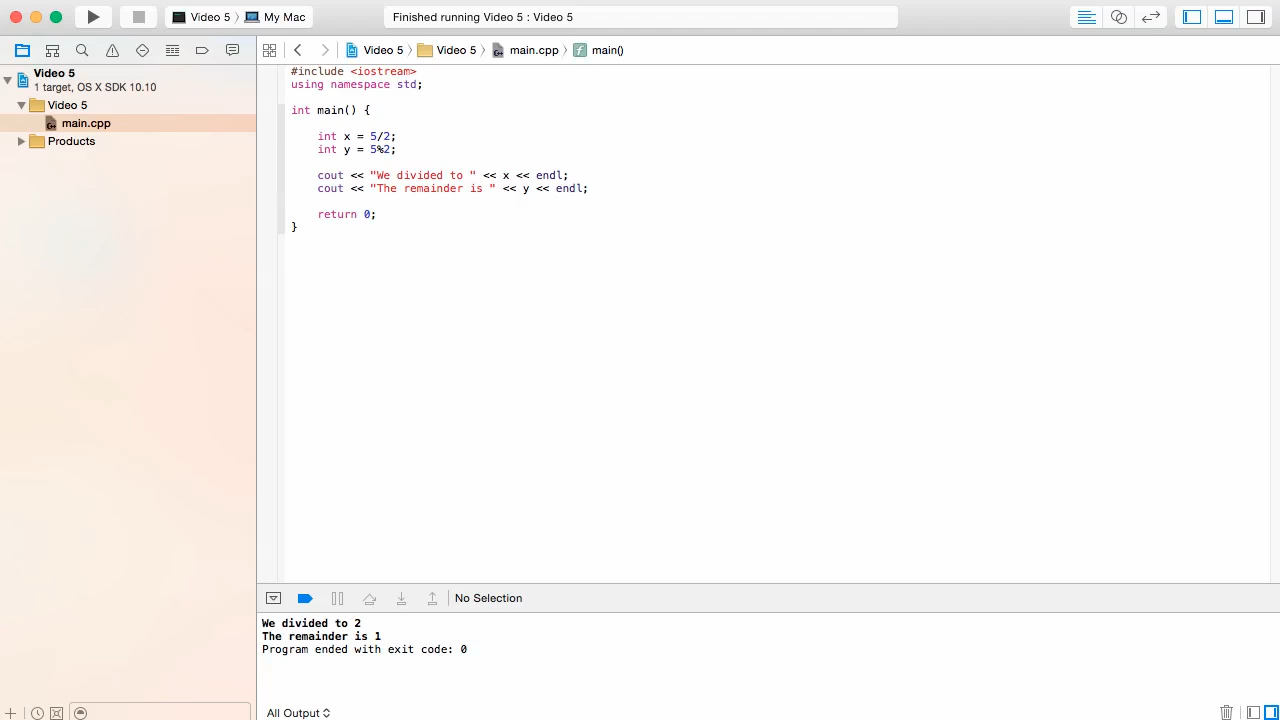 Video 5 〉 My Mac
Finished running Video 5 : Video 5
Video 5 〉 Video 5 〉 main.cpp 〉 main()
Video 5
1 target, OS X SDK 10.10
Video 5
main.cpp
Products
#include <iostream>
using namespace std;
int main() {
int x = 5/2;
int y = 5%2;
cout << "We divided to " << x << endl;
cout << "The remainder is " << y << endl;
return 0;
}
No Selection
We divided to 2
The remainder is 1
Program ended with exit code: 0
All Output